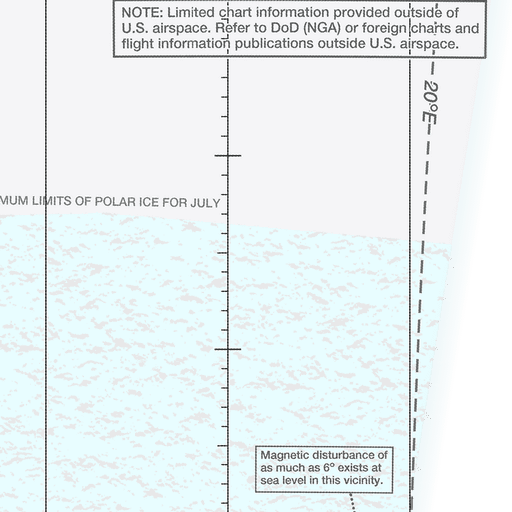 NOTE: Limited chart information provided outside of
U.S. airspace. Refer to DoD (NGA) or foreign charts and
flight information publications outside U.S. airspace.
20°E
LIMITS OF POLAR ICE FOR JULY
Magnetic disturbance of
as much as 6° exists at
sea level in this vicinity.